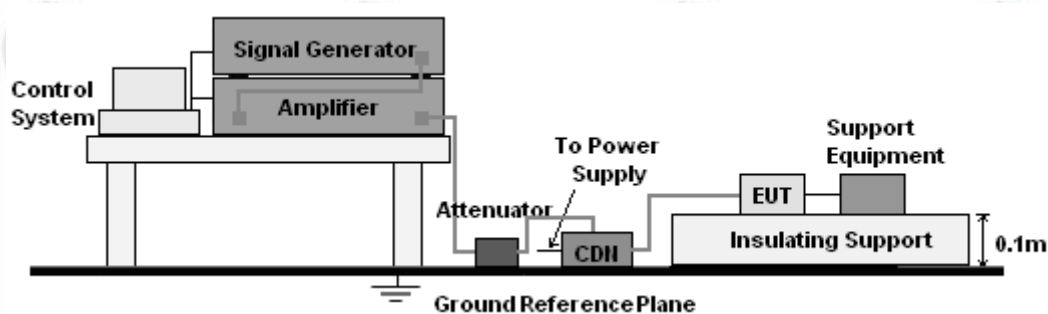 Signal Generator
Control
System
Amplifier
To Power
Supply
Support
Equipment
Attenuator
EUT
CDN
Insulating Support
0.1m
Ground Reference Plane